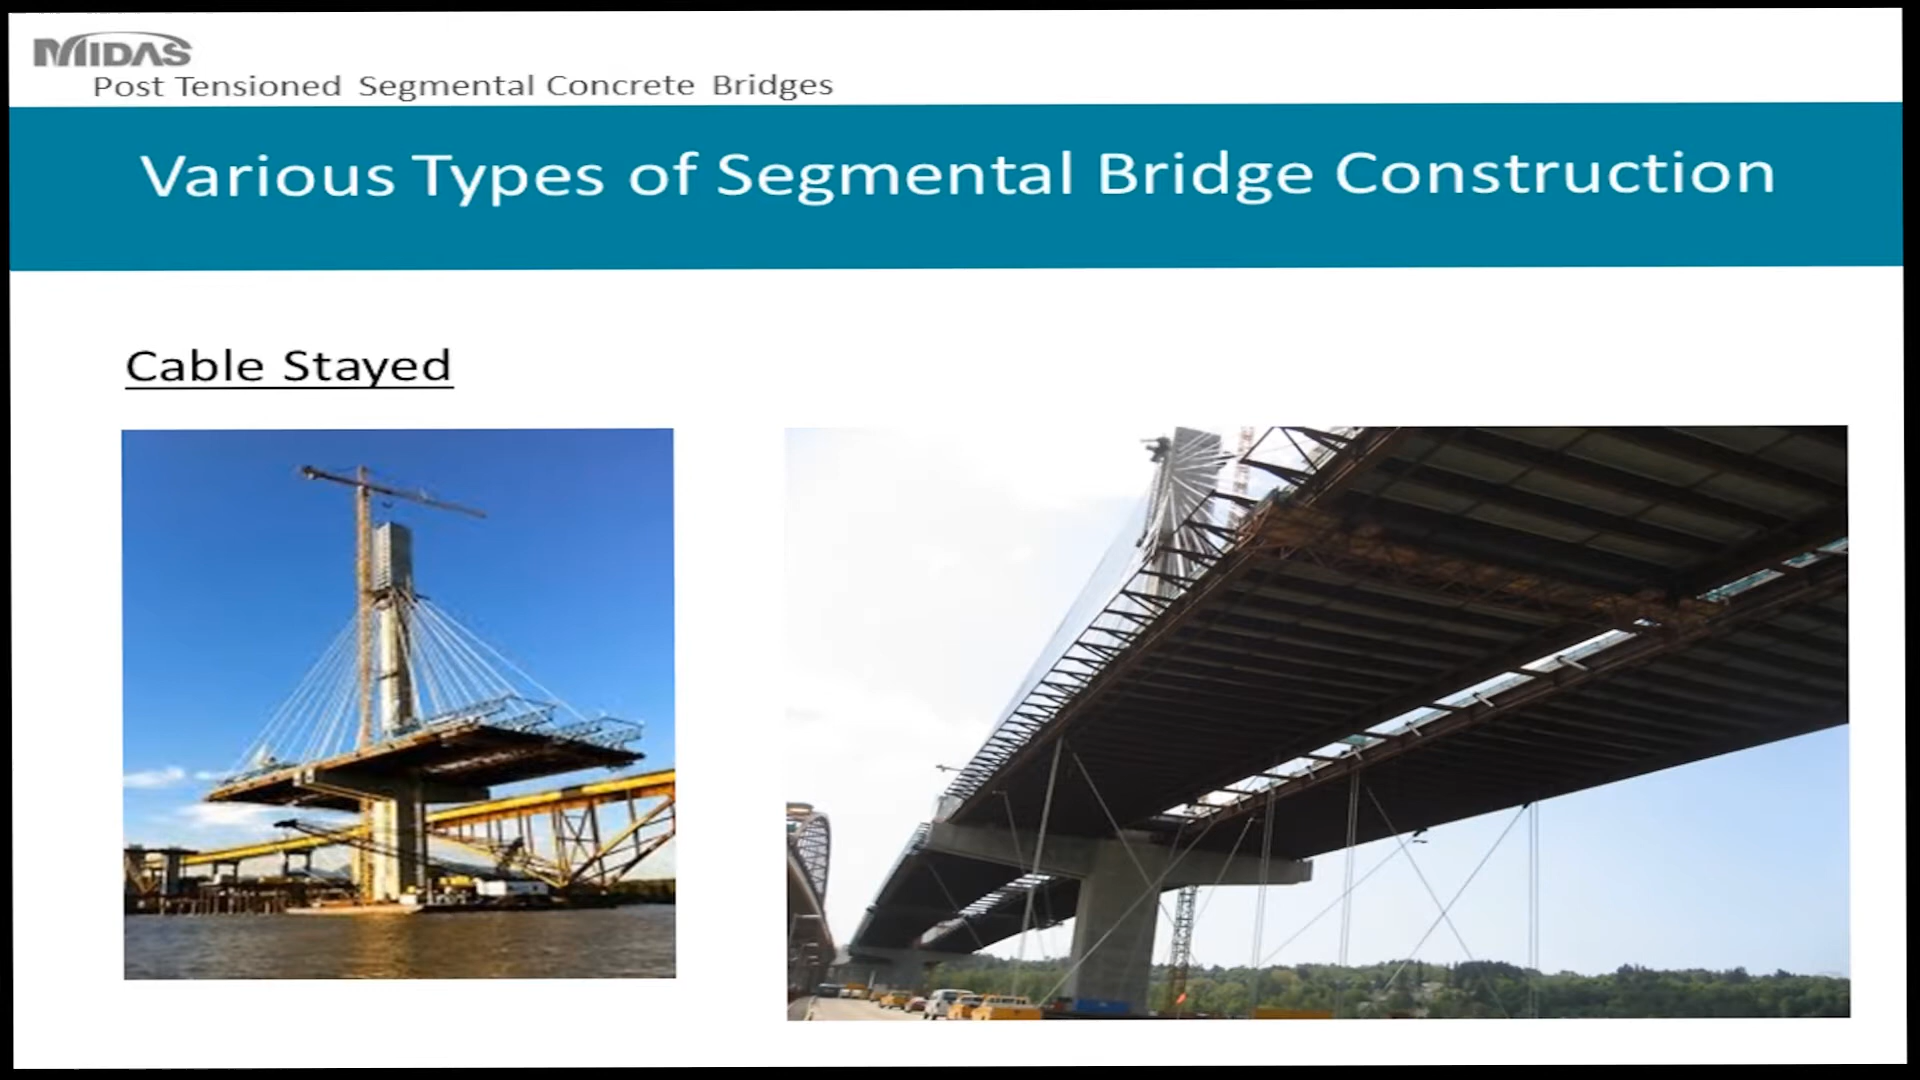 MIDAS
Post Tensioned Segmental Concrete Bridges
Various Types of Segmental Bridge Construction
Cable Stayed